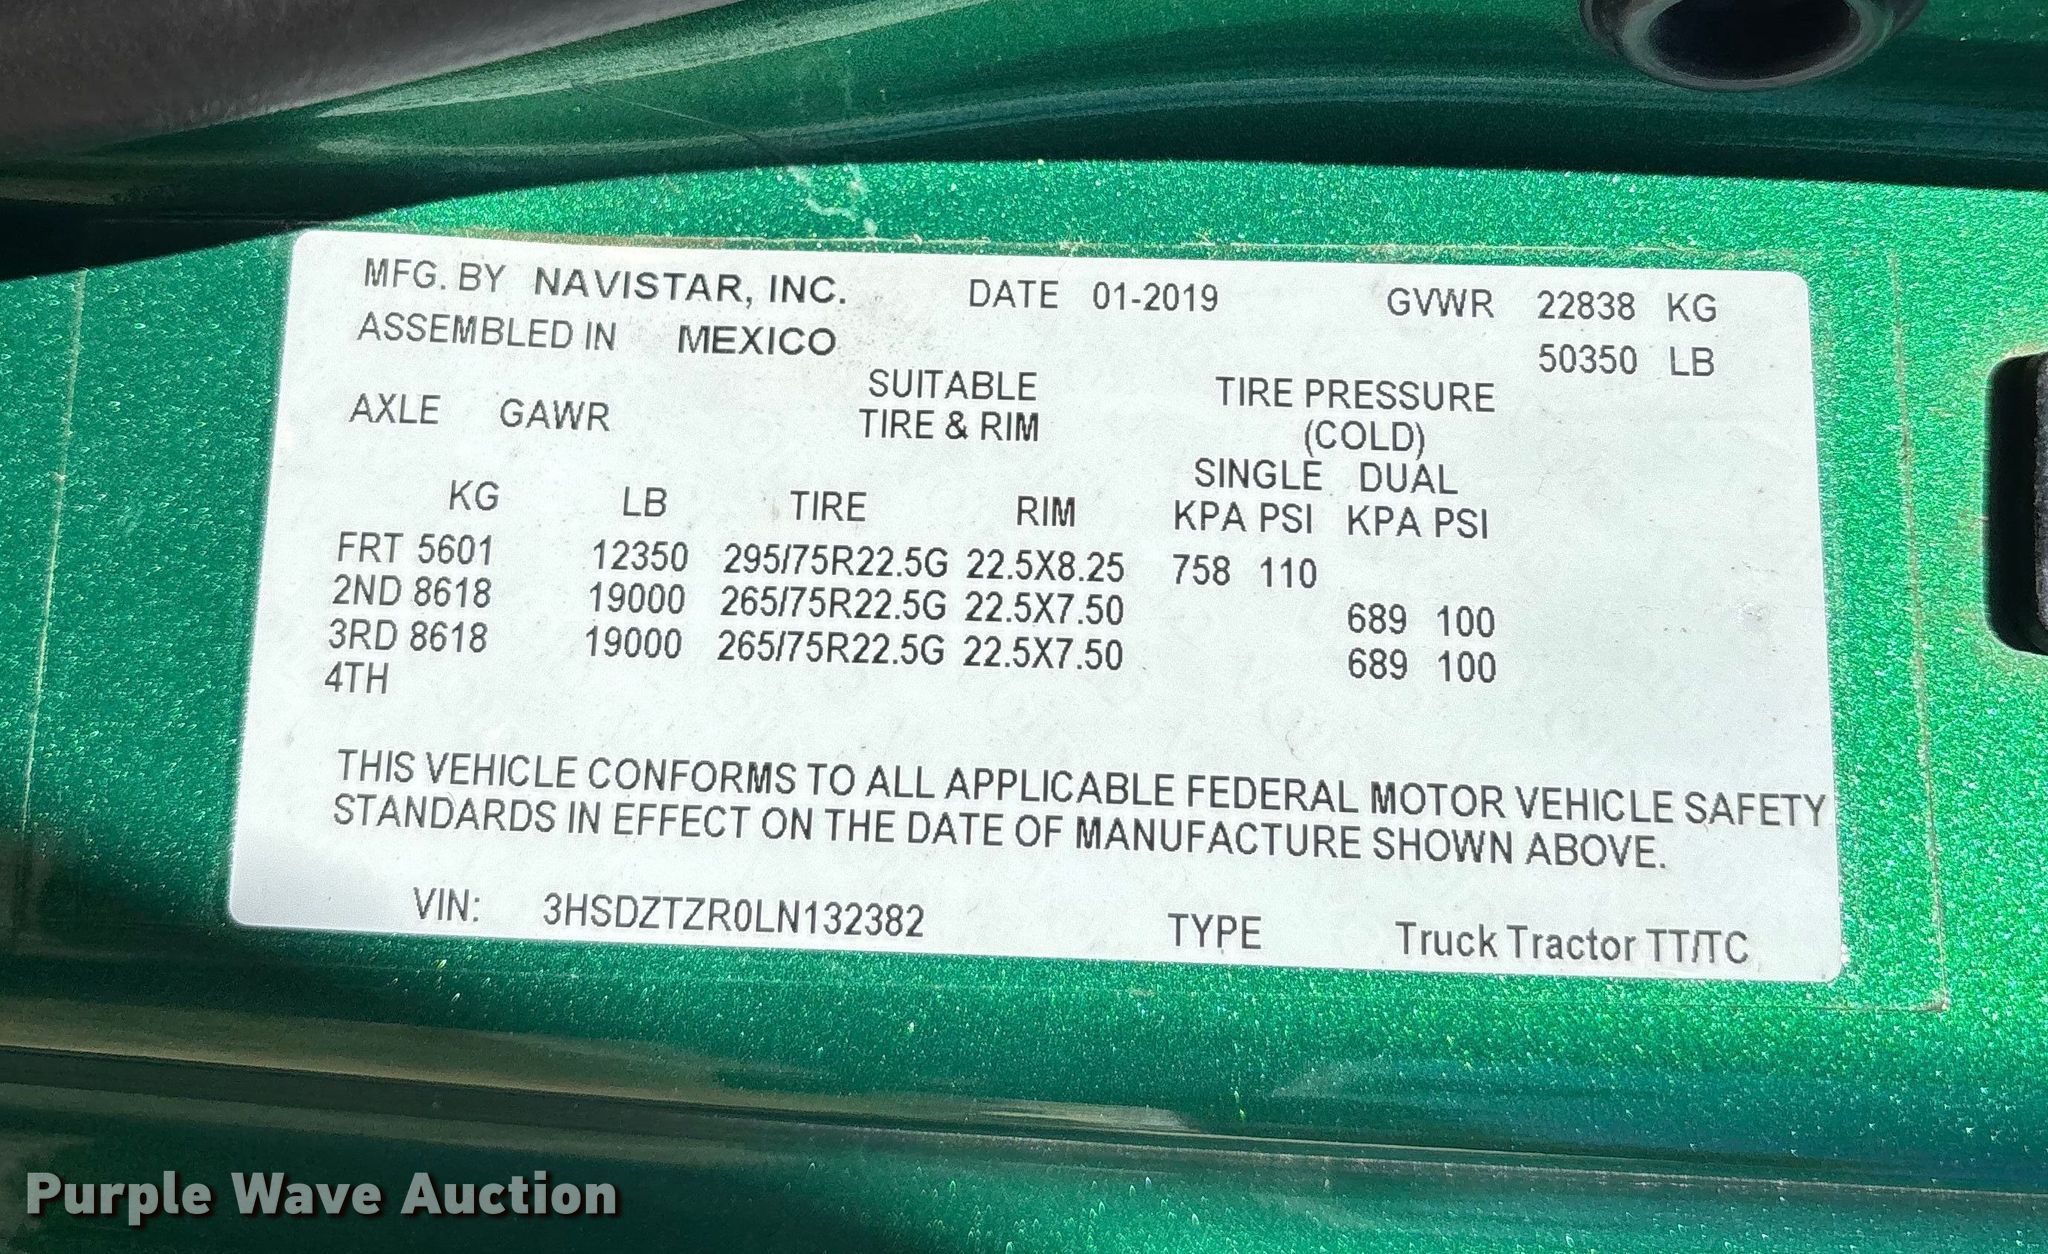 MFG. BY NAVISTAR, INC. DATE 01-2019 GVWR 22838 KG
ASSEMBLED IN MEXICO 50350 LB
AXLE GAWR SUITABLE TIRE & RIM TIRE PRESSURE (COLD)
SINGLE DUAL
KG LB TIRE RIM KPA PSI KPA PSI
FRT 5601 12350 295/75R22.5G 22.5X8.25 758 110
2ND 8618 19000 265/75R22.5G 22.5X7.50 689 100
3RD 8618 19000 265/75R22.5G 22.5X7.50 689 100
4TH
THIS VEHICLE CONFORMS TO ALL APPLICABLE FEDERAL MOTOR VEHICLE SAFETY
STANDARDS IN EFFECT ON THE DATE OF MANUFACTURE SHOWN ABOVE.
VIN: 3HSDZTZR0LN132382 TYPE Truck Tractor TT/TC
Purple Wave Auction